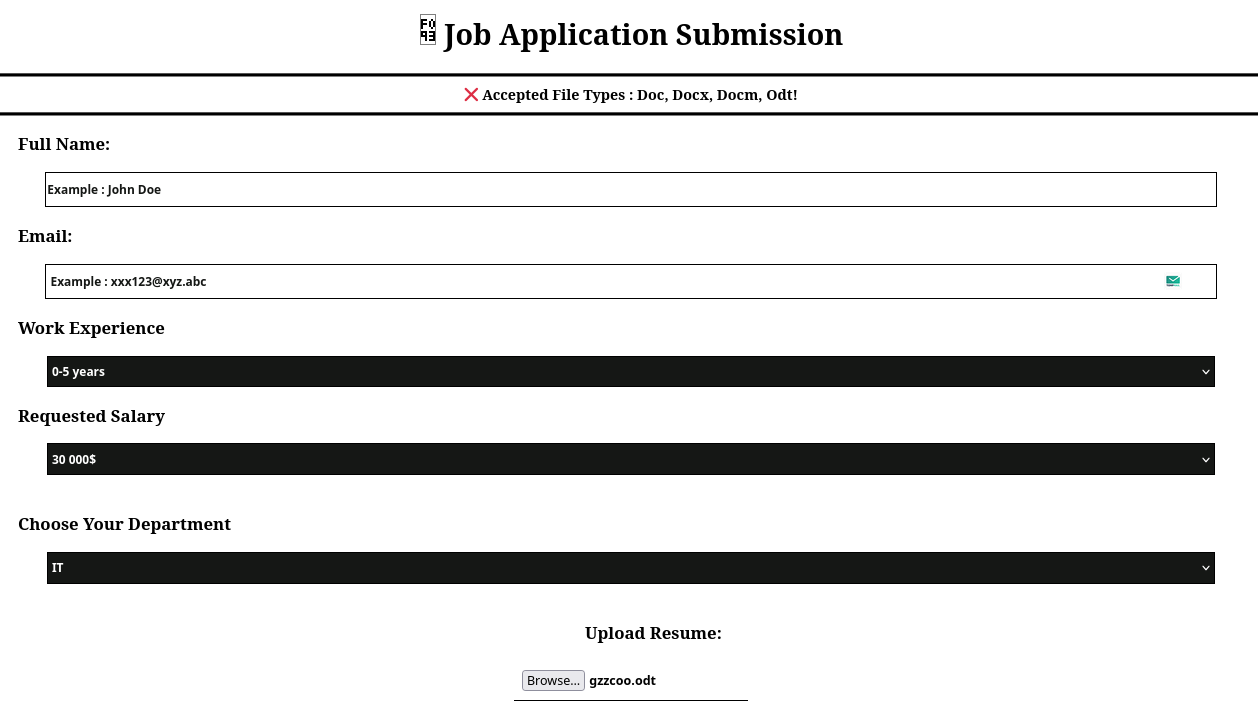 Job Application Submission
❌ Accepted File Types : Doc, Docx, Docm, Odt!
Full Name:
Example : John Doe
Email:
Example : xxx123@xyz.abc
Work Experience
0-5 years
Requested Salary
30 000$
Choose Your Department
IT
Upload Resume:
Browse... gzzcoo.odt